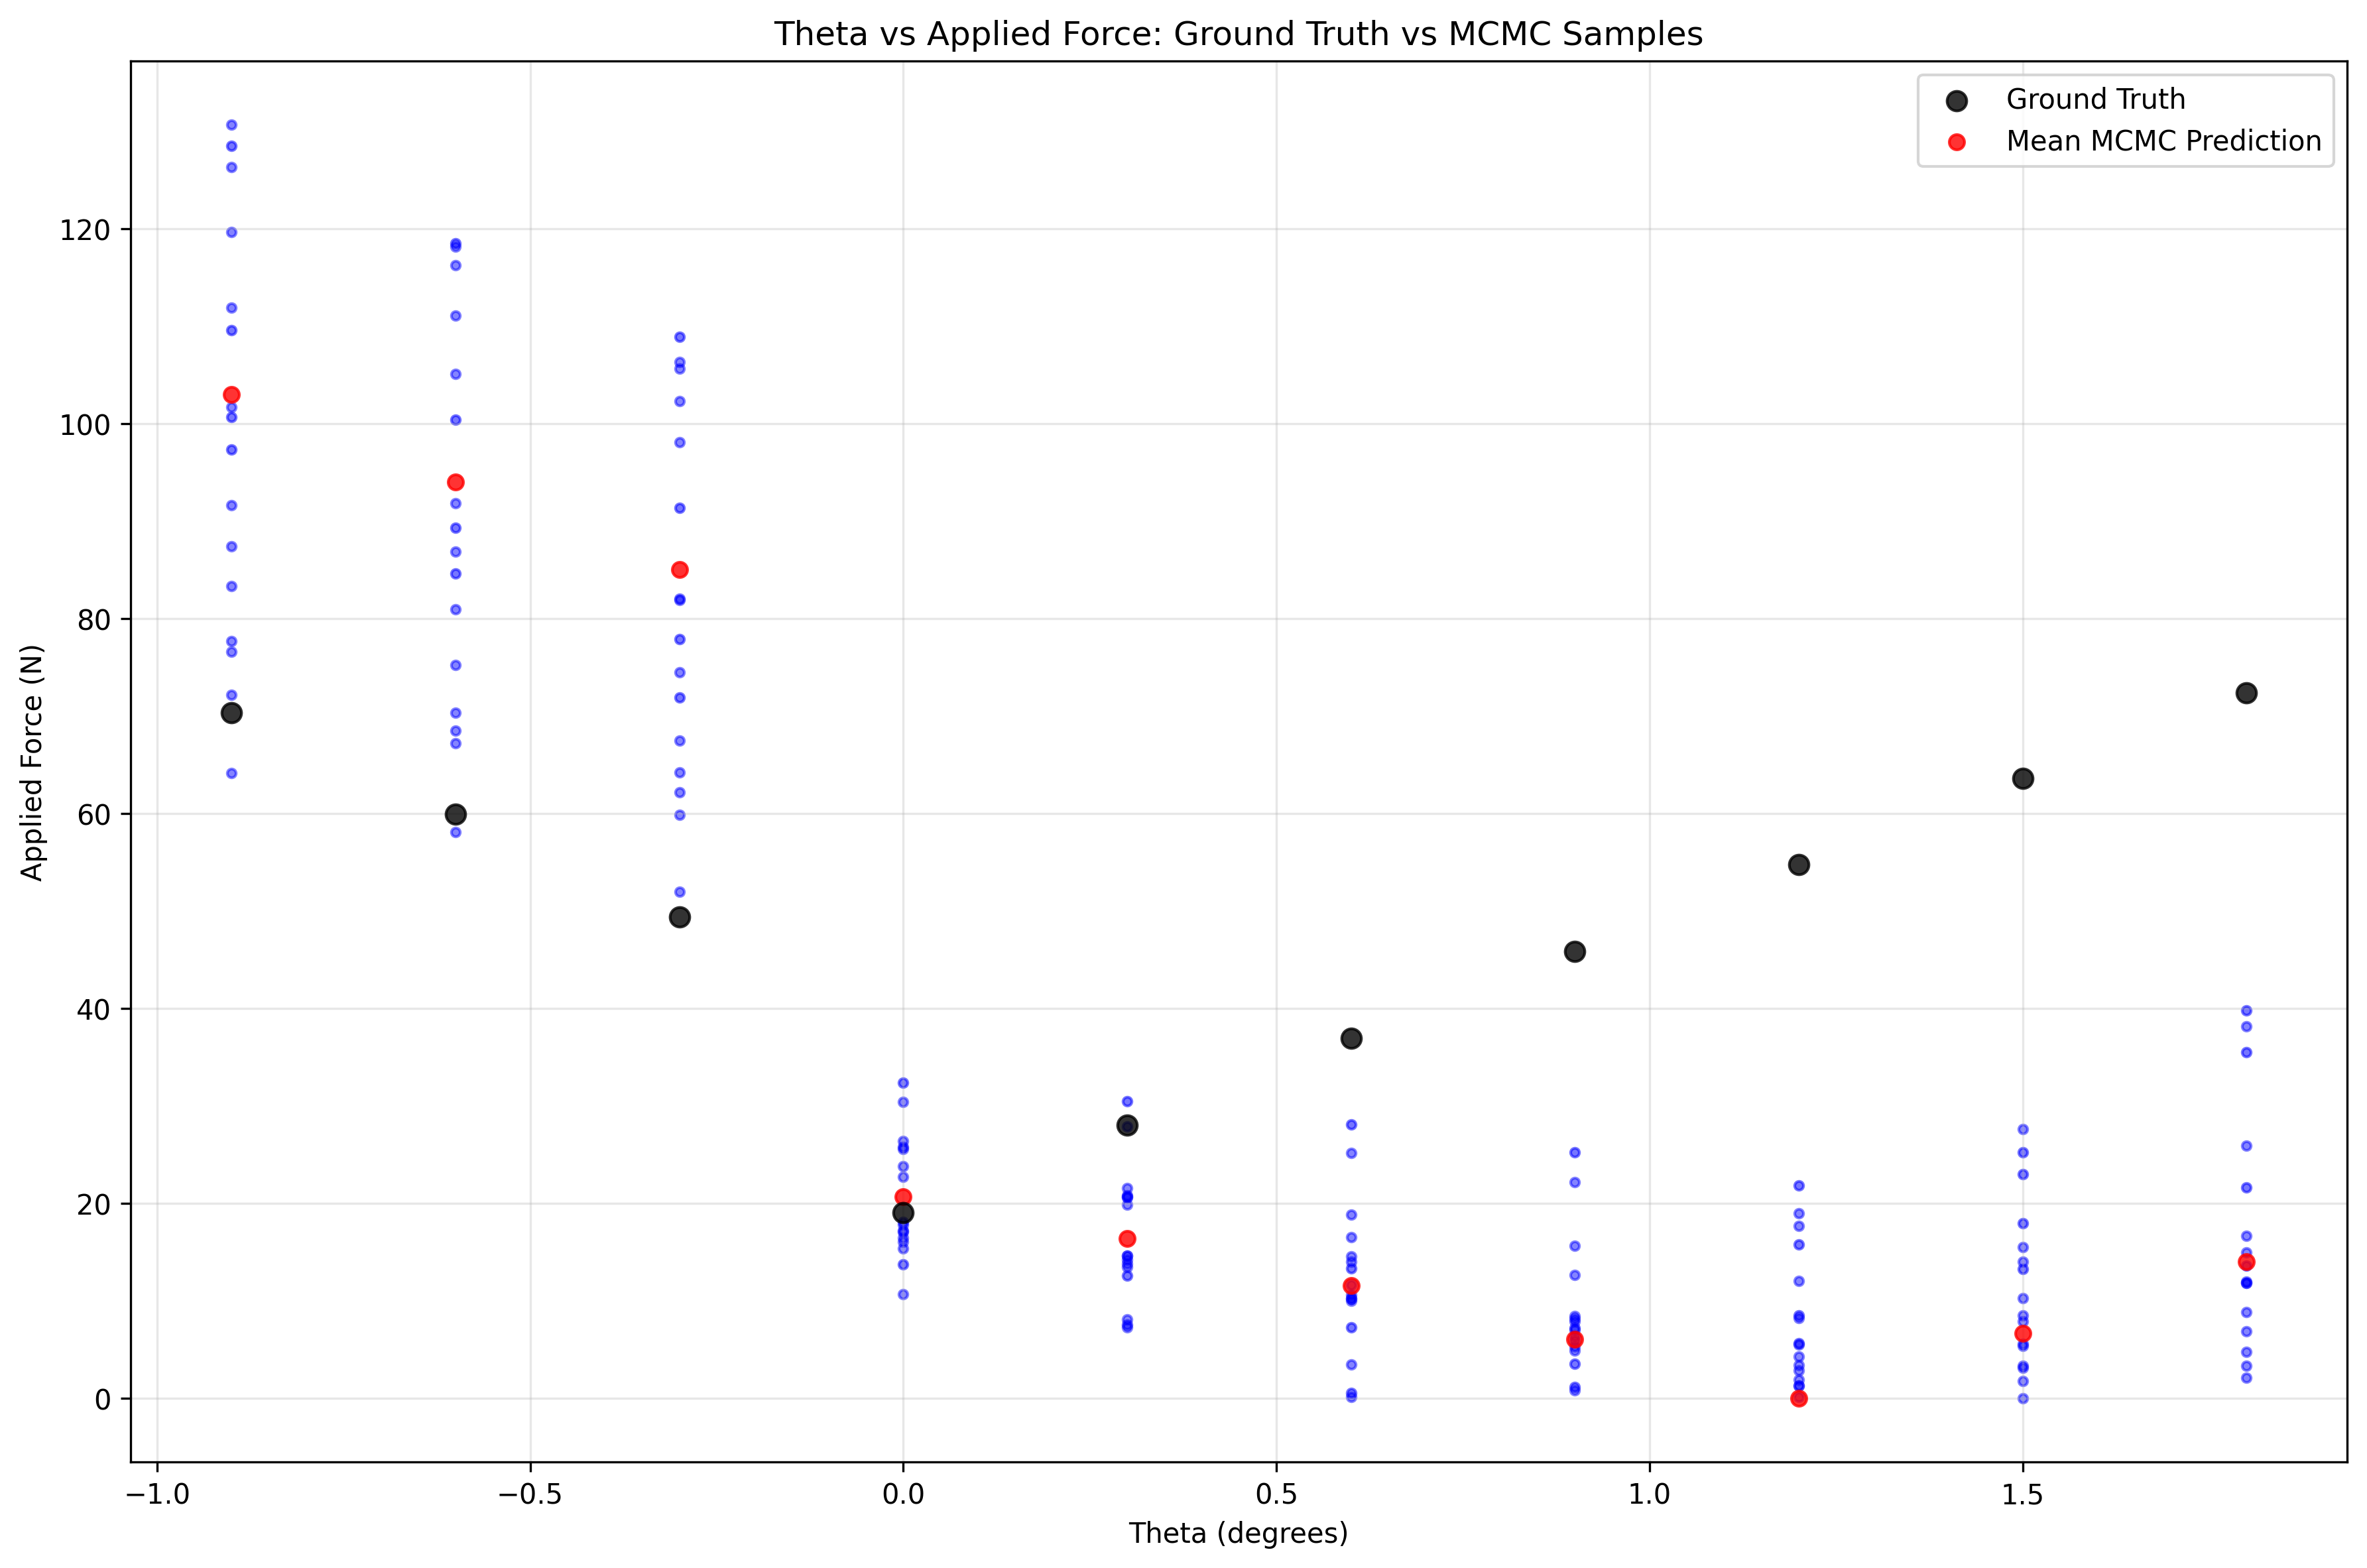 Theta vs Applied Force: Ground Truth vs MCMC Samples
Ground Truth
Mean MCMC Prediction
Applied Force (N)
120
100
80
60
40
20
0
−1.0 −0.5 0.0 0.5 1.0 1.5
Theta (degrees)